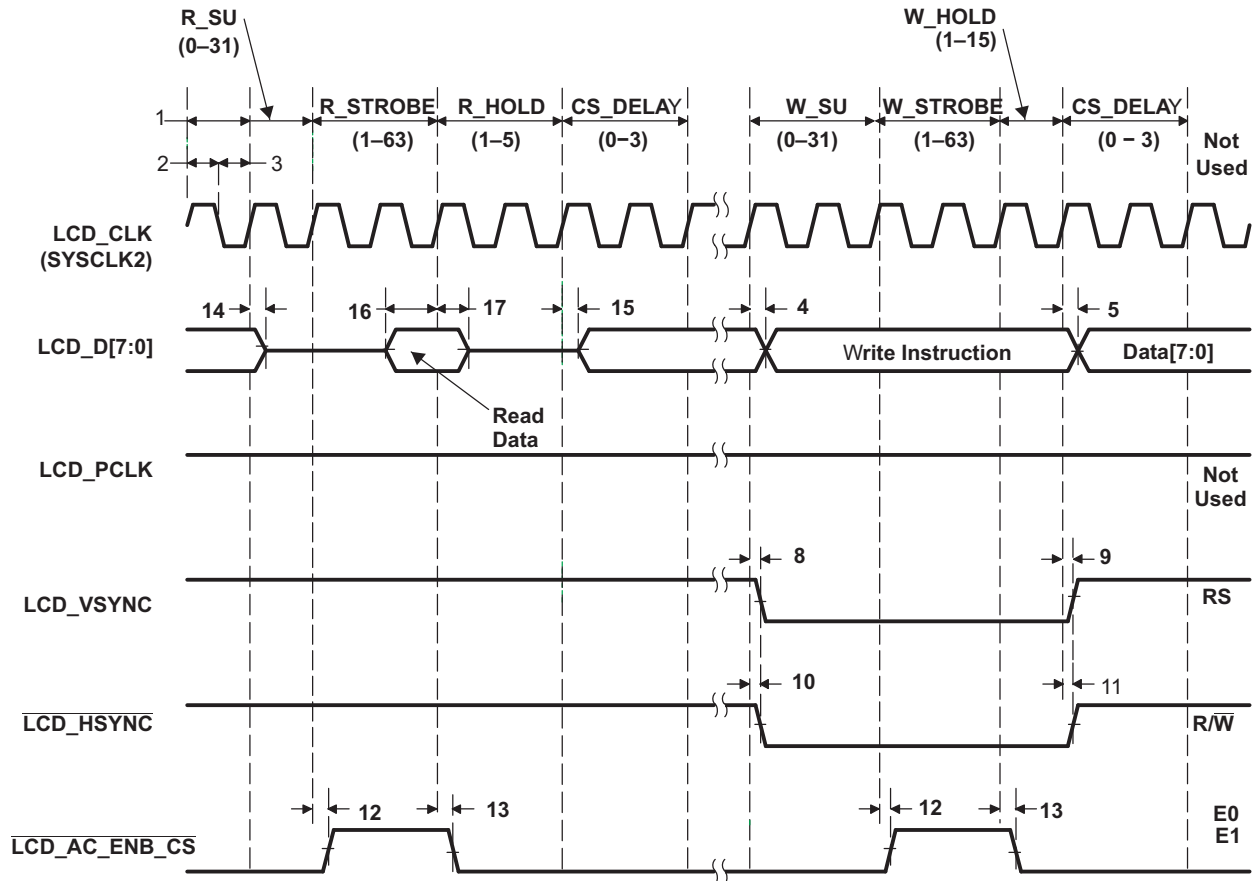 R_SU
(0–31)
W_HOLD
(1–15)
R_STROBE
(1–63)
R_HOLD
(1–5)
CS_DELAY
(0–3)
W_SU
(0–31)
W_STROBE
(1–63)
CS_DELAY
(0 – 3)
Not
Used
1
2
3
LCD_CLK
(SYSCLK2)
14
16
17
15
4
5
LCD_D[7:0]
Write Instruction
Data[7:0]
Read
Data
LCD_PCLK
Not
Used
8
9
LCD_VSYNC
RS
10
11
LCD_HSYNC
R/W
12
13
12
13
E0
E1
LCD_AC_ENB_CS